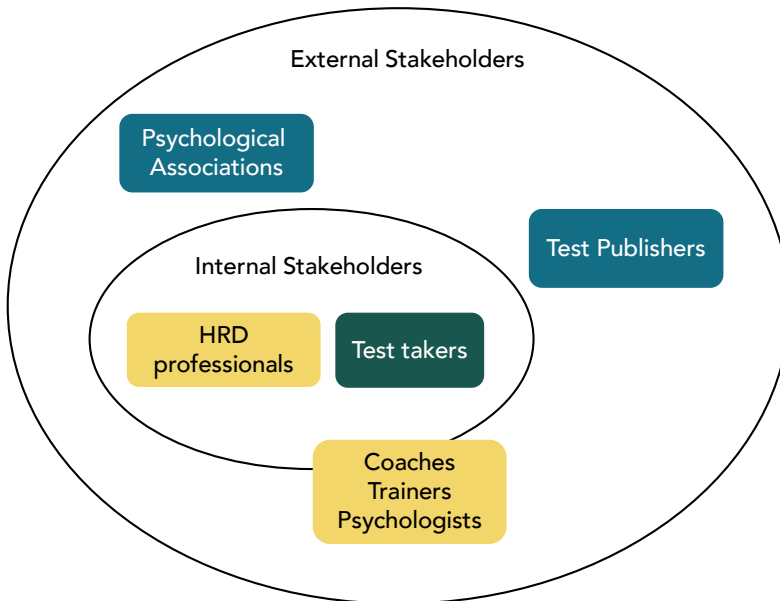 External Stakeholders
Psychological
Associations
Test Publishers
Internal Stakeholders
HRD
professionals
Test takers
Coaches
Trainers
Psychologists